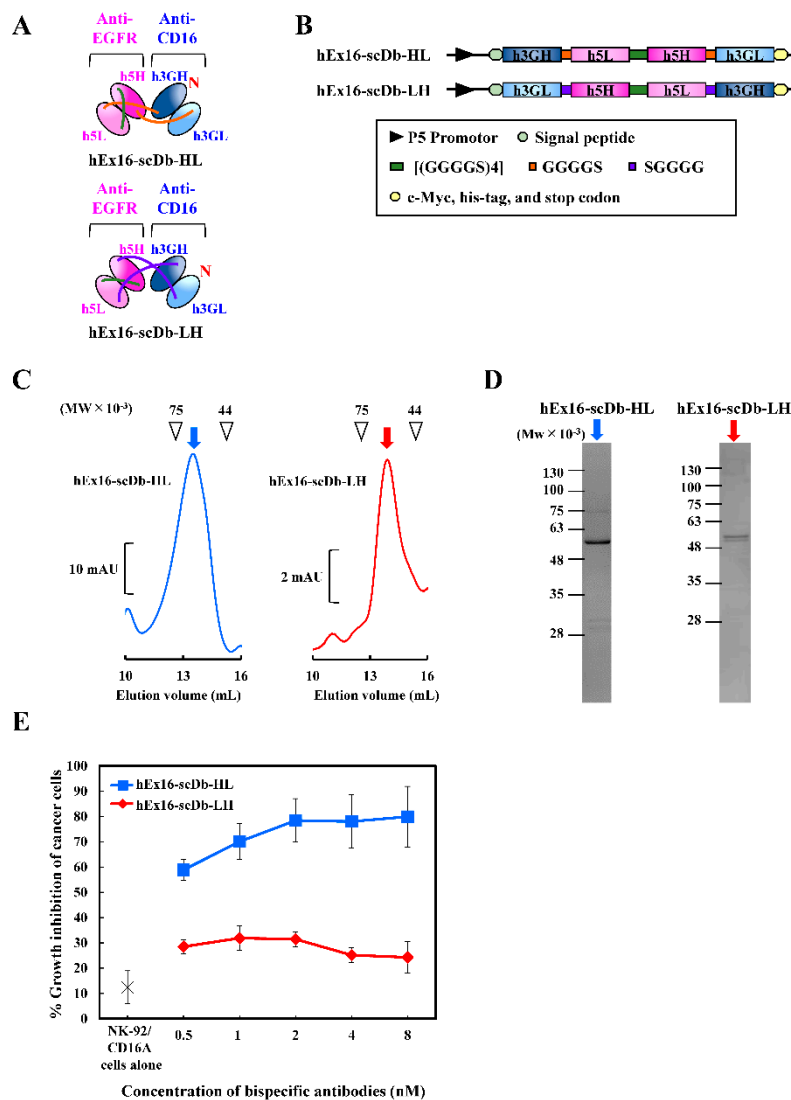 A
Anti-
EGFR
Anti-
CD16
h5H
h3GH
N
h5L
h3GL
hEx16-scDb-HL
Anti-
EGFR
Anti-
CD16
h5H
h3GH
N
h5L
h3GL
hEx16-scDb-LH
B
hEx16-scDb-HL
h3GH
h5L
h5H
h3GL
hEx16-scDb-LH
h3GL
h5H
h5L
h3GH
P5 Promotor
Signal peptide
[(GGGGS)4]
GGGGS
SGGGG
c-Myc, his-tag, and stop codon
C
(MW×10⁻³)
75
44
hEx16-scDb-HL
10 mAU
10
13
16
Elution volume (mL)
75
44
hEx16-scDb-LH
2 mAU
10
13
16
Elution volume (mL)
D
hEx16-scDb-HL
hEx16-scDb-LH
(Mw×10⁻³)
130
100
75
63
48
35
28
130
100
75
63
48
35
28
E
% Growth inhibition of cancer cells
100
90
80
70
60
50
40
30
20
10
0
hEx16-scDb-HL
hEx16-scDb-LH
NK-92/
CD16A
cells alone
0.5
1
2
4
8
Concentration of bispecific antibodies (nM)